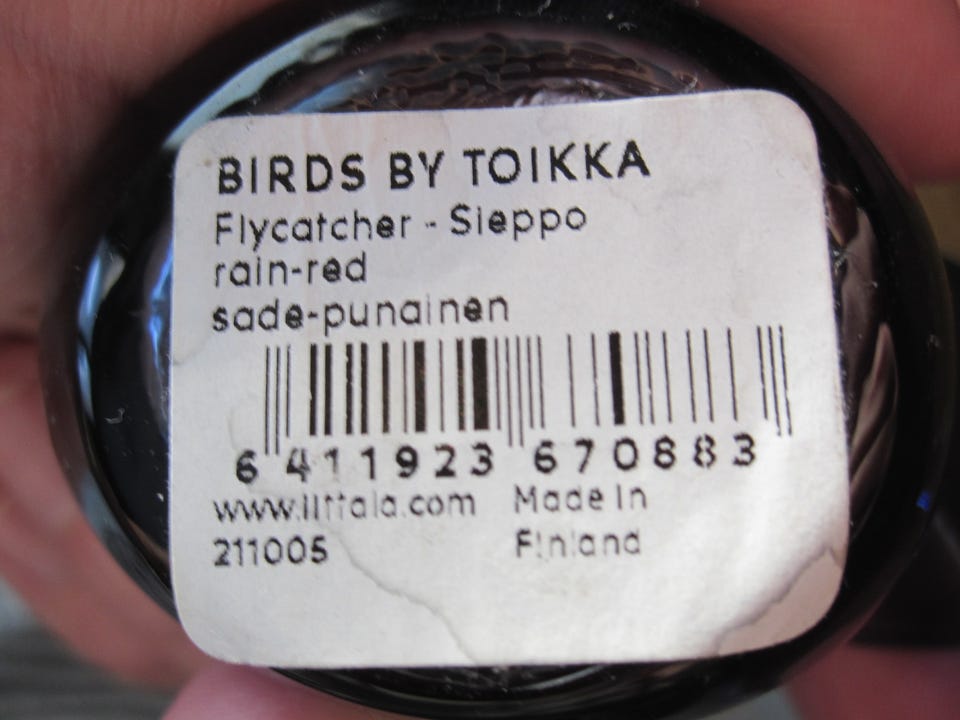 BIRDS BY TOIKKA
Flycatcher - Sieppo
rain-red
sade-punainen
6 411923 670883
www.iittala.com Made in
211005 Finland